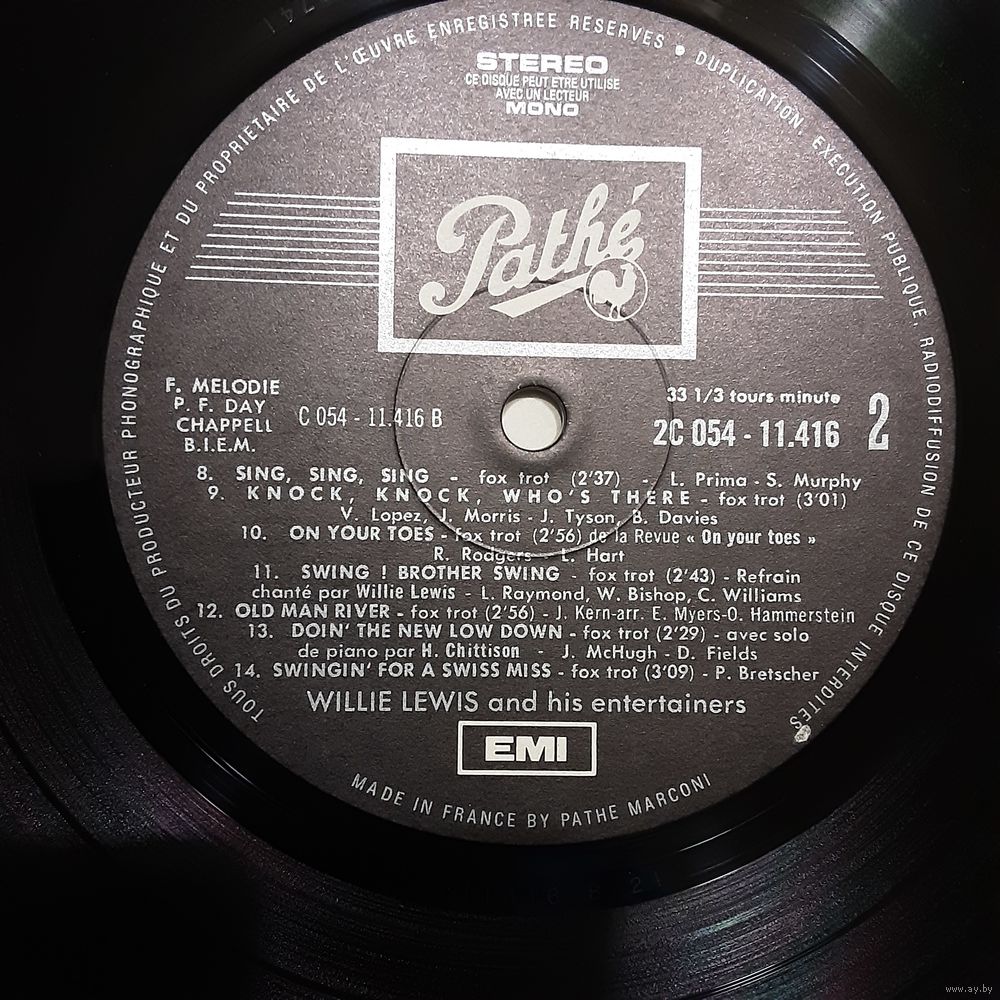 TOUS DROITS DU PRODUCTEUR PHONOGRAPHIQUE ET DU PROPRIETAIRE DE L'ŒUVRE ENREGISTREE RESERVES • DUPLICATION, EXECUTION PUBLIQUE, RADIODIFFUSION DE CE DISQUE INTERDITES
STEREO
CE DISQUE PEUT ETRE UTILISE
AVEC UN LECTEUR
MONO
Pathé
F. MELODIE
P. F. DAY
CHAPPELL
B.I.E.M.
C 054 - 11.416 B
33 1/3 tours minute
2C 054 - 11.416
2
8. SING, SING, SING - fox trot (2'37) - L. Prima - S. Murphy
9. KNOCK, KNOCK, WHO'S THERE - fox trot (3'01)
V. Lopez, J. Morris - J. Tyson, B. Davies
10. ON YOUR TOES - fox trot (2'56) de la Revue « On your toes »
R. Rodgers - L. Hart
11. SWING ! BROTHER SWING - fox trot (2'43) - Refrain
chanté par Willie Lewis - L. Raymond, W. Bishop, C. Williams
12. OLD MAN RIVER - fox trot (2'56) - J. Kern-arr. E. Myers-O. Hammerstein
13. DOIN' THE NEW LOW DOWN - fox trot (2'29) - avec solo
de piano par H. Chittison - J. McHugh - D. Fields
14. SWINGIN' FOR A SWISS MISS - fox trot (3'09) - P. Bretscher
WILLIE LEWIS and his entertainers
EMI
MADE IN FRANCE BY PATHE MARCONI
www.ay.by